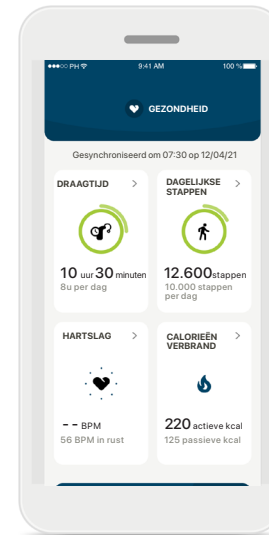 PH 9:41 AM 100 %
GEZONDHEID
Gesynchroniseerd om 07:30 op 12/04/21
DRAAGTIJD >
10 uur 30 minuten
8u per dag
DAGELIJKSE >
STAPPEN
12.600 stappen
10.000 stappen
per dag
HARTSLAG >
-- BPM
56 BPM in rust
CALORIEËN >
VERBRAND
220 actieve kcal
125 passieve kcal